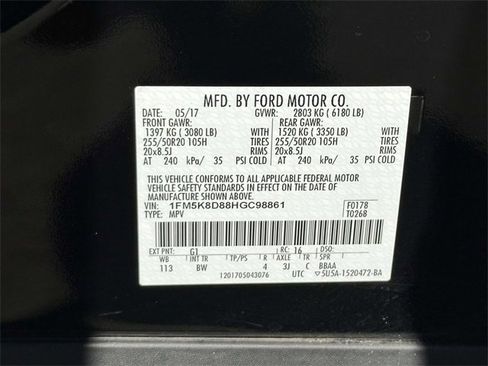 MFD. BY FORD MOTOR CO.
DATE: 05/17 GVWR: 2803 KG ( 6180 LB)
FRONT GAWR: REAR GAWR:
1397 KG ( 3080 LB) WITH 1520 KG ( 3350 LB) WITH
255/50R20 105H TIRES 255/50R20 105H TIRES
20x8.5J RIMS 20x8.5J RIMS
AT 240 kPa/ 35 PSI COLD AT 240 kPa/ 35 PSI COLD
THIS VEHICLE CONFORMS TO ALL APPLICABLE FEDERAL MOTOR
VEHICLE SAFETY AND THEFT PREVENTION STANDARDS IN EFFECT ON THE DATE OF
MANUFACTURE SHOWN ABOVE.
VIN: 1FM5K8D88HGC98861 F0178
TYPE: MPV T0268
EXT PNT: G1 RC: 16 DSO:
WB INT TR TP/PS R AXLE TR SPR
113 BW 4 3J C BBAA
1201705043076 UTC 5U5A-1520472-BA